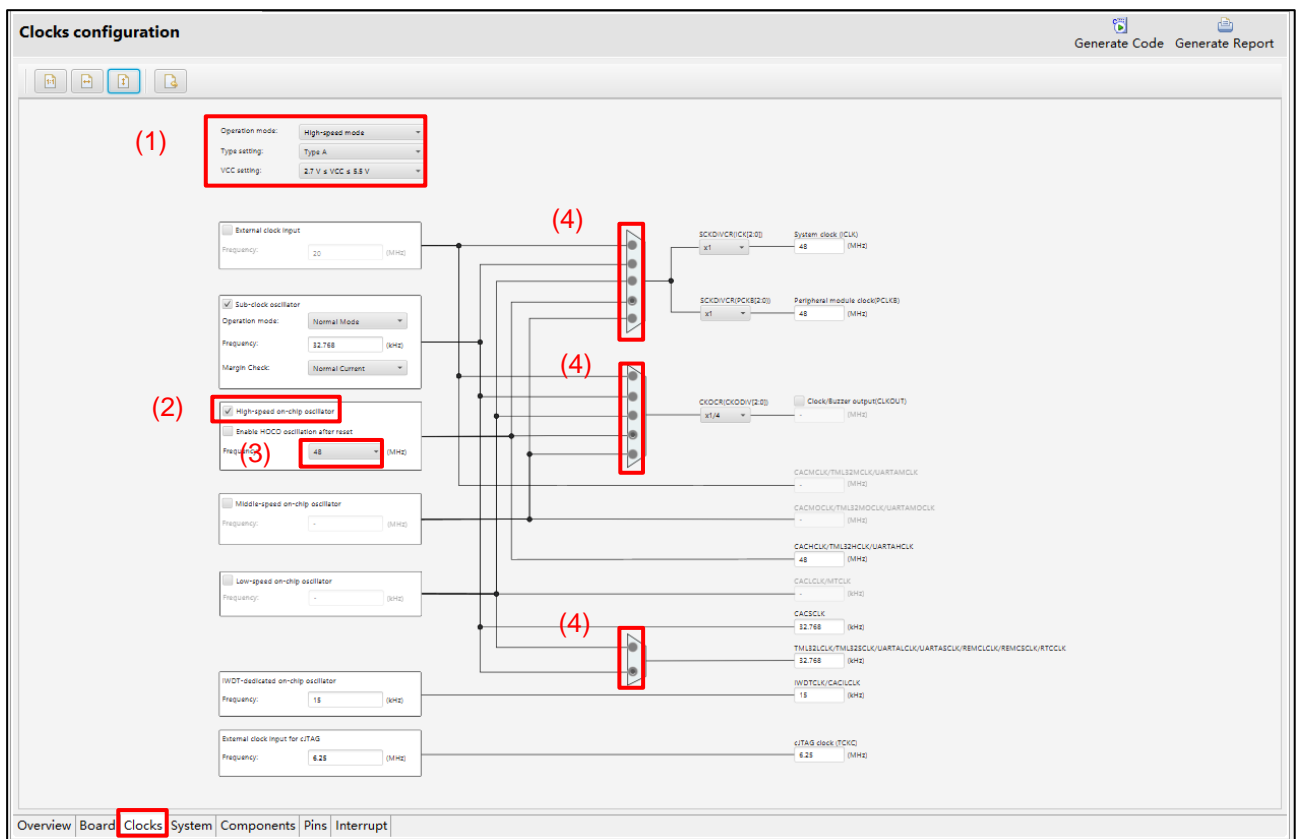 Clocks configuration
Generate Code Generate Report
1:1
(1)
Operation mode: High-speed mode
Type setting: Type A
VCC setting: 2.7 V ≤ VCC ≤ 5.5 V
(4)
External clock input
Frequency: 20 (MHz)
SCKDIVCR(ICK[2:0]) System clock (ICLK)
x1 48 (MHz)
Sub-clock oscillator
Operation mode: Normal Mode
Frequency: 32.768 (kHz)
Margin Check: Normal Current
SCKDIVCR(PCKB[2:0]) Peripheral module clock(PCLKB)
x1 48 (MHz)
(4)
(2)
High-speed on-chip oscillator
Enable HOCO oscillation after reset
(3)
Frequency: 48 (MHz)
CKOCR(CKODIV[2:0]) Clock/Buzzer output(CLKOUT)
x1/4 - (MHz)
CACMCLK/TML32MCLK/UARTAMCLK
- (MHz)
Middle-speed on-chip oscillator
Frequency: - (MHz)
CACMOCLK/TML32MOCLK/UARTAMOCLK
- (MHz)
CACHCLK/TML32HCLK/UARTAHCLK
48 (MHz)
Low-speed on-chip oscillator
Frequency: - (kHz)
CACLCLK/MTCLK
- (kHz)
CACSCLK
32.768 (kHz)
(4)
TML32LCLK/TML32SCLK/UARTALCLK/UARTASCLK/REMCLCLK/REMCSCLK/RTCCLK
32.768 (kHz)
IWDT-dedicated on-chip oscillator
Frequency: 15 (kHz)
IWDTCLK/CACILCLK
15 (kHz)
External clock input for cJTAG
Frequency: 6.25 (MHz)
cJTAG clock (TCKC)
6.25 (MHz)
Overview Board Clocks System Components Pins Interrupt